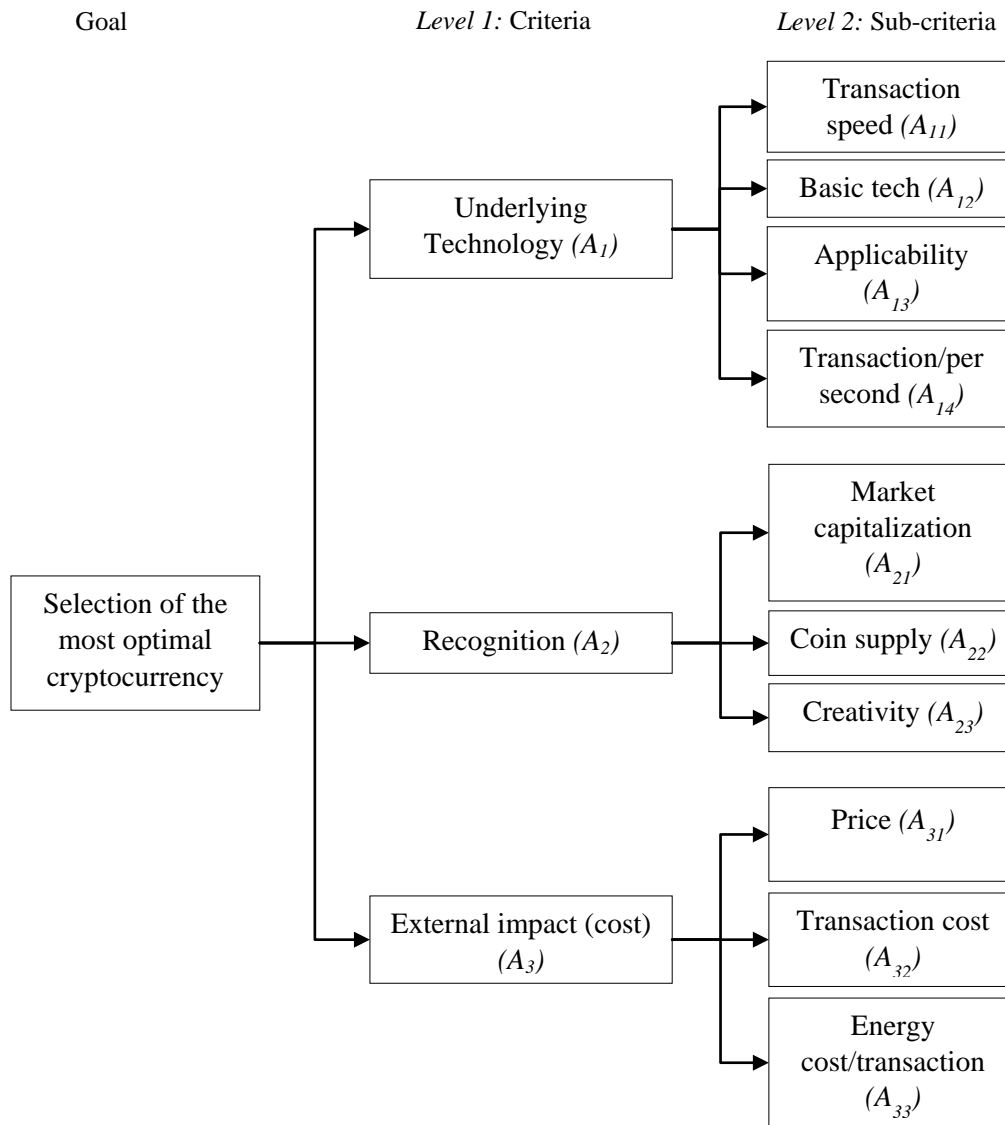 Goal
Level 1: Criteria
Level 2: Sub-criteria
Transaction
speed (A11)
Basic tech (A12)
Underlying
Technology (A1)
Applicability
(A13)
Transaction/per
second (A14)
Market
capitalization
(A21)
Selection of the
most optimal
cryptocurrency
Recognition (A2)
Coin supply (A22)
Creativity (A23)
Price (A31)
External impact (cost)
(A3)
Transaction cost
(A32)
Energy
cost/transaction
(A33)